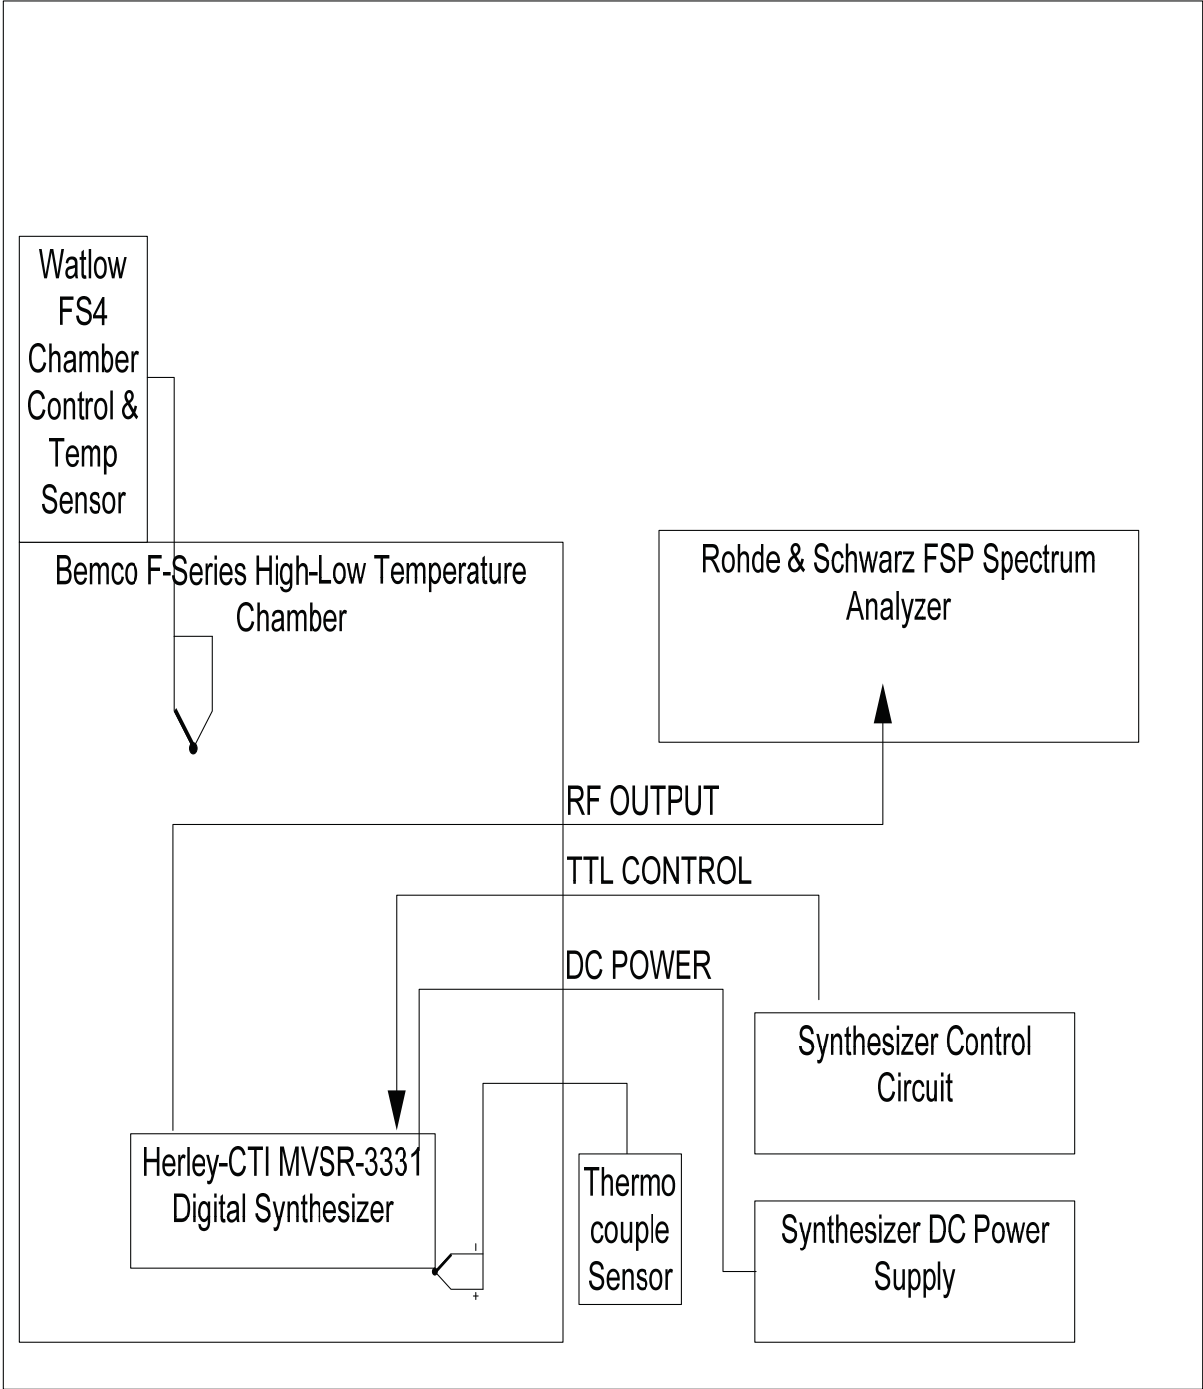 Watlow
FS4
Chamber
Control &
Temp
Sensor
Bemco F-Series High-Low Temperature
Chamber
Rohde & Schwarz FSP Spectrum
Analyzer
RF OUTPUT
TTL CONTROL
DC POWER
Synthesizer Control
Circuit
Herley-CTI MVSR-3331
Digital Synthesizer
Thermo
couple
Sensor
Synthesizer DC Power
Supply
–
+